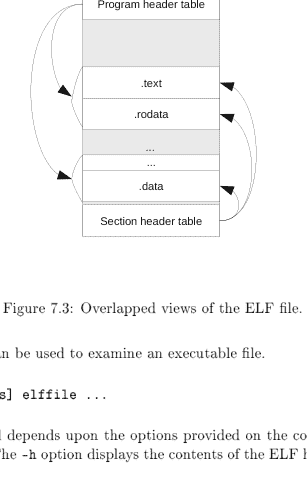 Program header table
.text
.rodata
...
...
.data
Section header table
Figure 7.3: Overlapped views of the ELF file.
an be used to examine an executable file.
s] elffile ...
depends upon the options provided on the co
he -h option displays the contents of the ELF h